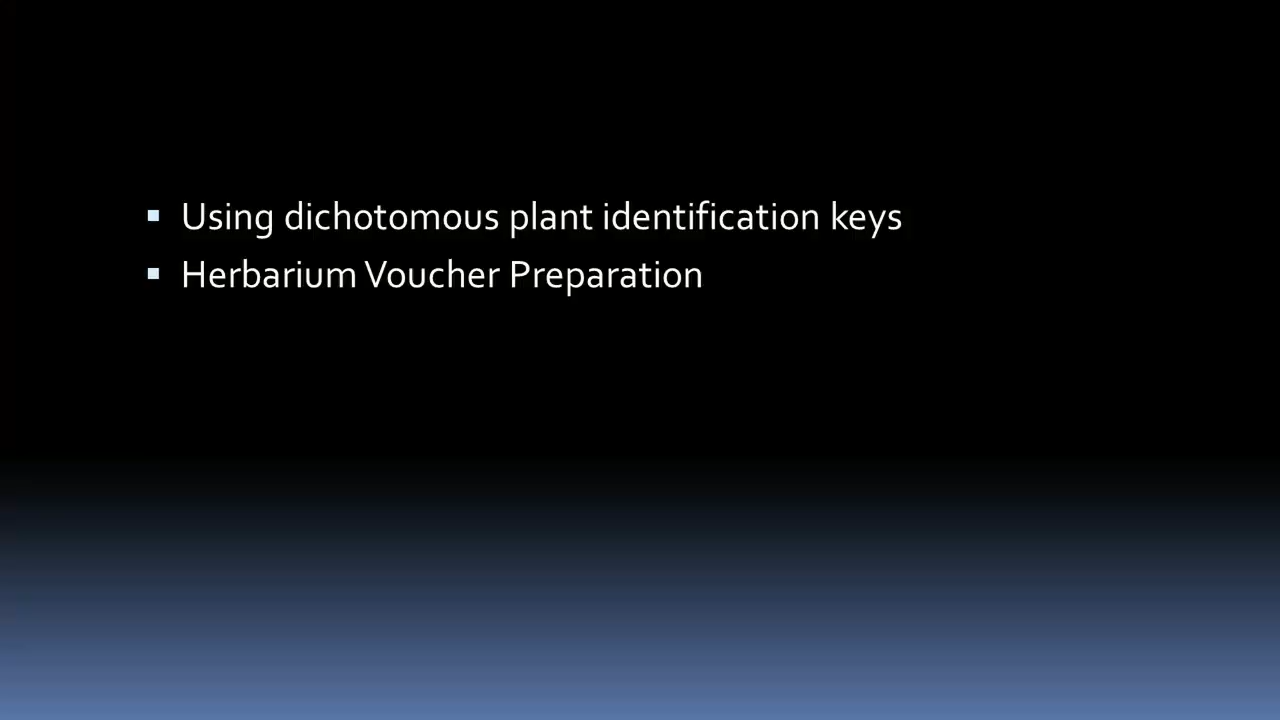 Using dichotomous plant identification keys
Herbarium Voucher Preparation